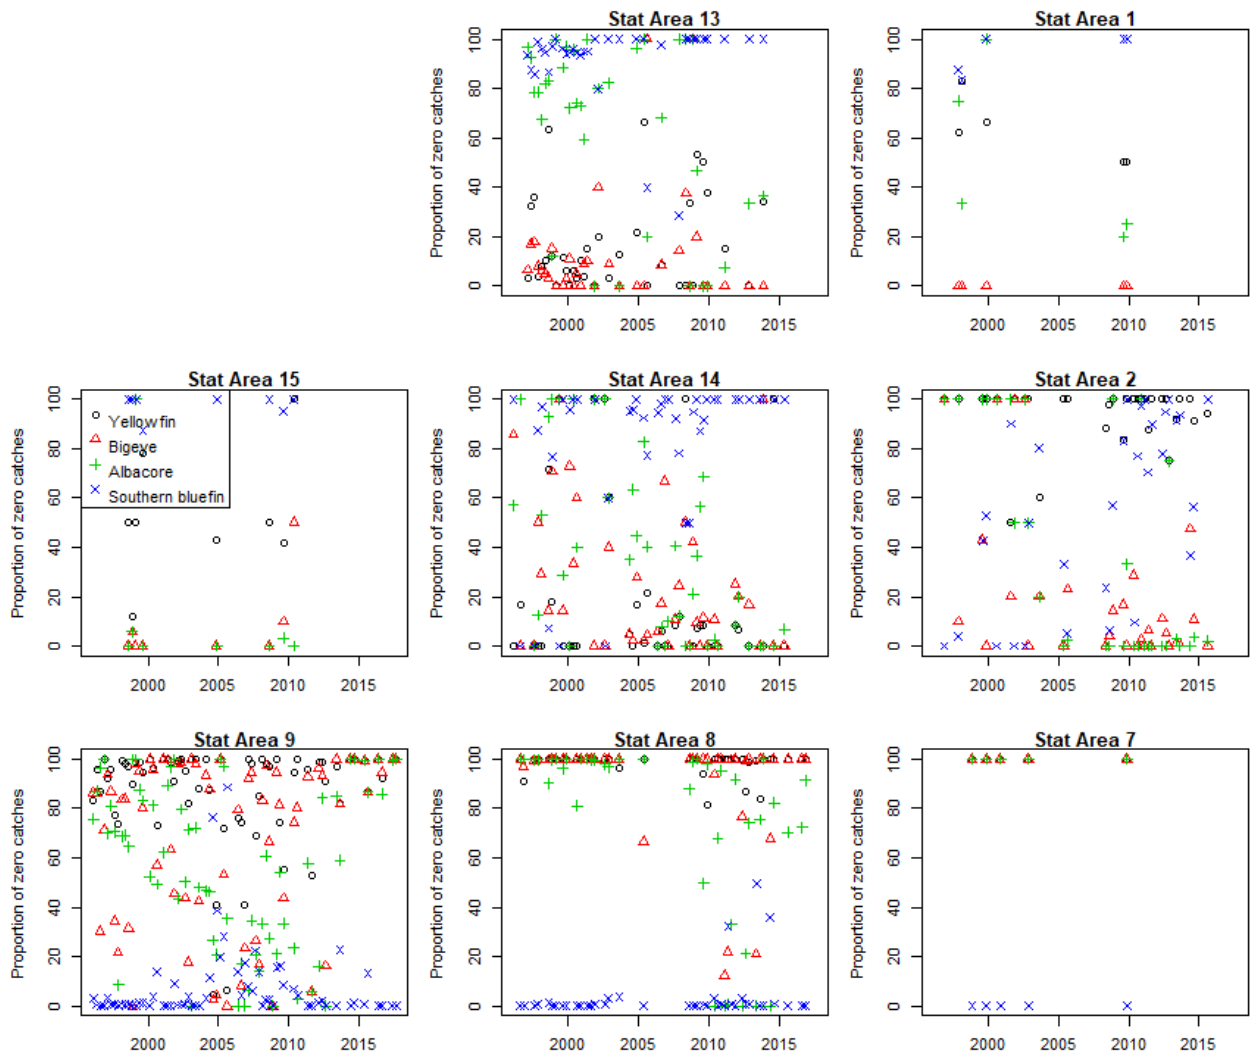 Stat Area 13
Stat Area 1
Proportion of zero catches
0 20 40 60 80 100
2000 2005 2010 2015
Proportion of zero catches
0 20 40 60 80 100
2000 2005 2010 2015
Stat Area 15
Stat Area 14
Stat Area 2
Proportion of zero catches
0 20 40 60 80 100
Yellowfin
Bigeye
Albacore
Southern bluefin
2000 2005 2010 2015
Proportion of zero catches
0 20 40 60 80 100
2000 2005 2010 2015
Proportion of zero catches
0 20 40 60 80 100
2000 2005 2010 2015
Stat Area 9
Stat Area 8
Stat Area 7
Proportion of zero catches
0 20 40 60 80 100
2000 2005 2010 2015
Proportion of zero catches
0 20 40 60 80 100
2000 2005 2010 2015
Proportion of zero catches
0 20 40 60 80 100
2000 2005 2010 2015